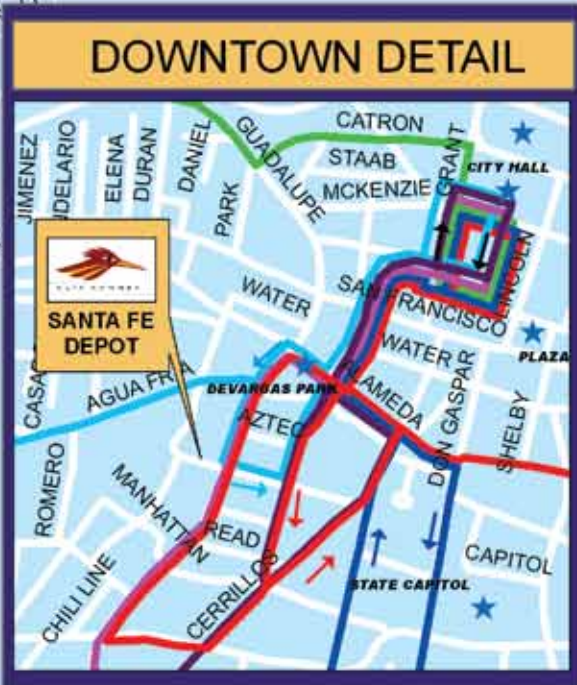 DOWNTOWN DETAIL
JIMENEZ
NDELARIO
ELENA
DURAN
DANIEL
PARK
GUADALUPE
CATRON
STAAB
MCKENZIE
GRANT
CITY HALL
LINCOLN
SANTA FE
DEPOT
WATER
SAN FRANCISCO
WATER
PLAZA
CASA
AGUA FRIA
DEVARGAS PARK
ALAMEDA
DON GASPAR
SHELBY
AZTEC
ROMERO
MANHATTAN
READ
CERRILLOS
CHILI LINE
STATE CAPITOL
CAPITOL